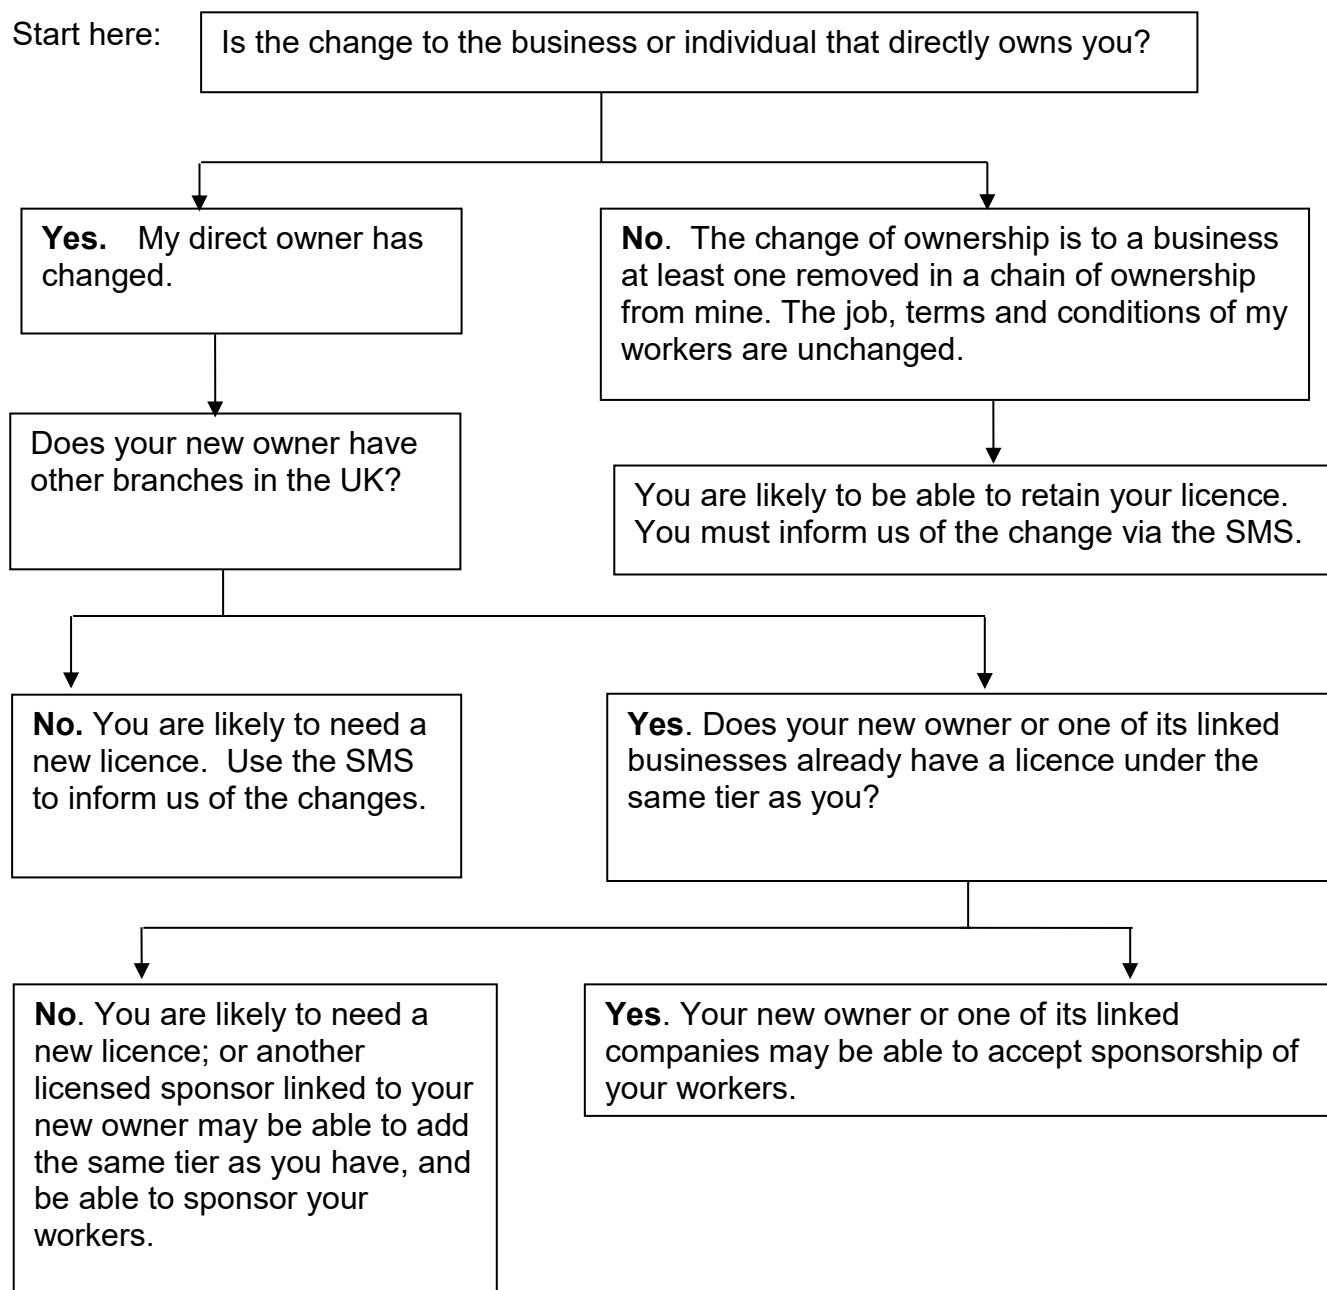 Start here:
Is the change to the business or individual that directly owns you?
Yes. My direct owner has
changed.
No. The change of ownership is to a business
at least one removed in a chain of ownership
from mine. The job, terms and conditions of my
workers are unchanged.
Does your new owner have
other branches in the UK?
You are likely to be able to retain your licence.
You must inform us of the change via the SMS.
No. You are likely to need a
new licence. Use the SMS
to inform us of the changes.
Yes. Does your new owner or one of its linked
businesses already have a licence under the
same tier as you?
No. You are likely to need a
new licence; or another
licensed sponsor linked to your
new owner may be able to add
the same tier as you have, and
be able to sponsor your
workers.
Yes. Your new owner or one of its linked
companies may be able to accept sponsorship of
your workers.